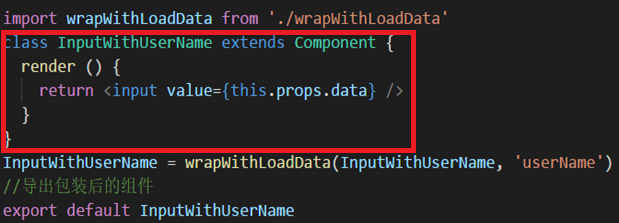 import wrapWithLoadData from './wrapWithLoadData'
class InputWithUserName extends Component {
render () {
return <input value={this.props.data} />
}
}
InputWithUserName = wrapWithLoadData(InputWithUserName, 'userName')
//导出包装后的组件
export default InputWithUserName